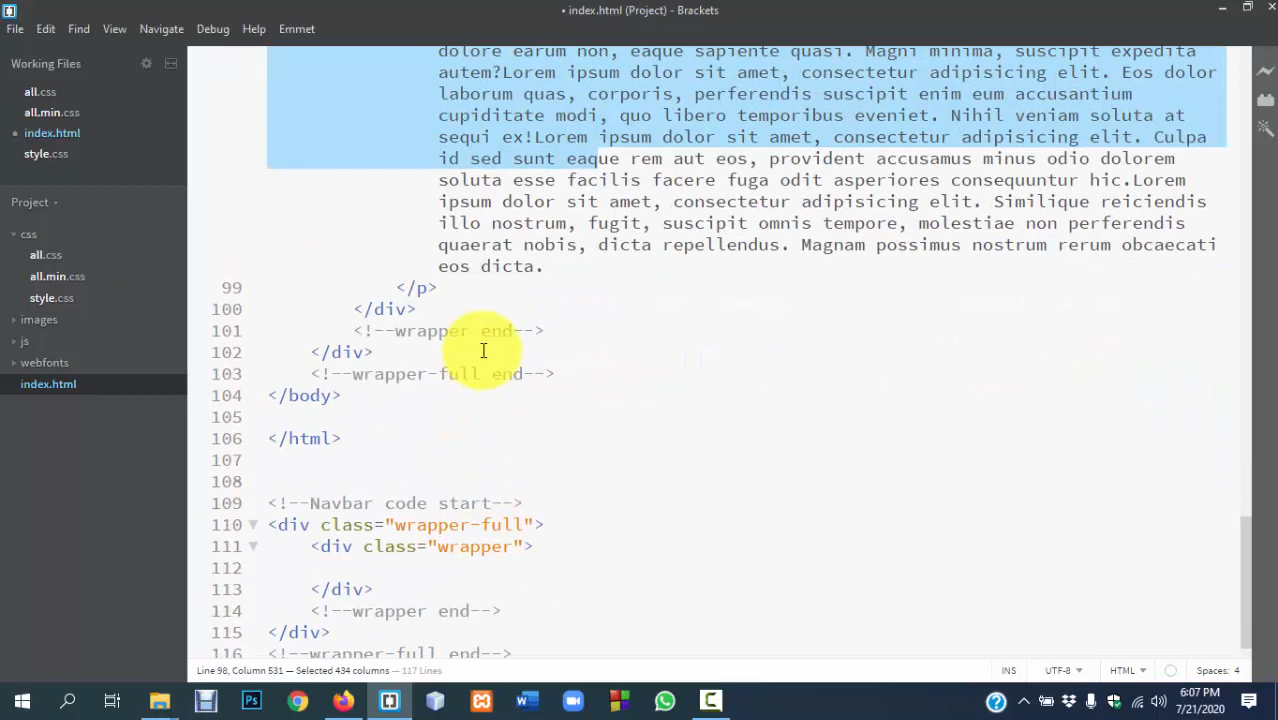 • index.html (Project) - Brackets
File Edit Find View Navigate Debug Help Emmet
Working Files
all.css
all.min.css
index.html
style.css
Project
css
all.css
all.min.css
style.css
images
js
webfonts
index.html
dolore earum non, eaque sapiente quasi. Magni minima, suscipit expedita
autem?Lorem ipsum dolor sit amet, consectetur adipisicing elit. Eos dolor
laborum quas, corporis, perferendis suscipit enim eum accusantium
cupiditate modi, quo libero temporibus eveniet. Nihil veniam soluta at
sequi ex!Lorem ipsum dolor sit amet, consectetur adipisicing elit. Culpa
id sed sunt eaque rem aut eos, provident accusamus minus odio dolorem
soluta esse facilis facere fuga odit asperiores consequuntur hic.Lorem
ipsum dolor sit amet, consectetur adipisicing elit. Similique reiciendis
illo nostrum, fugit, suscipit omnis tempore, molestiae non perferendis
quaerat nobis, dicta repellendus. Magnam possimus nostrum rerum obcaecati
eos dicta.
99 </p>
100 </div>
101 <!--wrapper end-->
102 </div>
103 <!--wrapper-full end-->
104 </body>
105
106 </html>
107
108
109 <!--Navbar code start-->
110 <div class="wrapper-full">
111 <div class="wrapper">
112
113 </div>
114 <!--wrapper end-->
115 </div>
116 <!--wrapper-full end-->
Line 98, Column 531 — Selected 434 columns — 117 Lines
INS UTF-8 HTML Spaces: 4
6:07 PM
7/21/2020